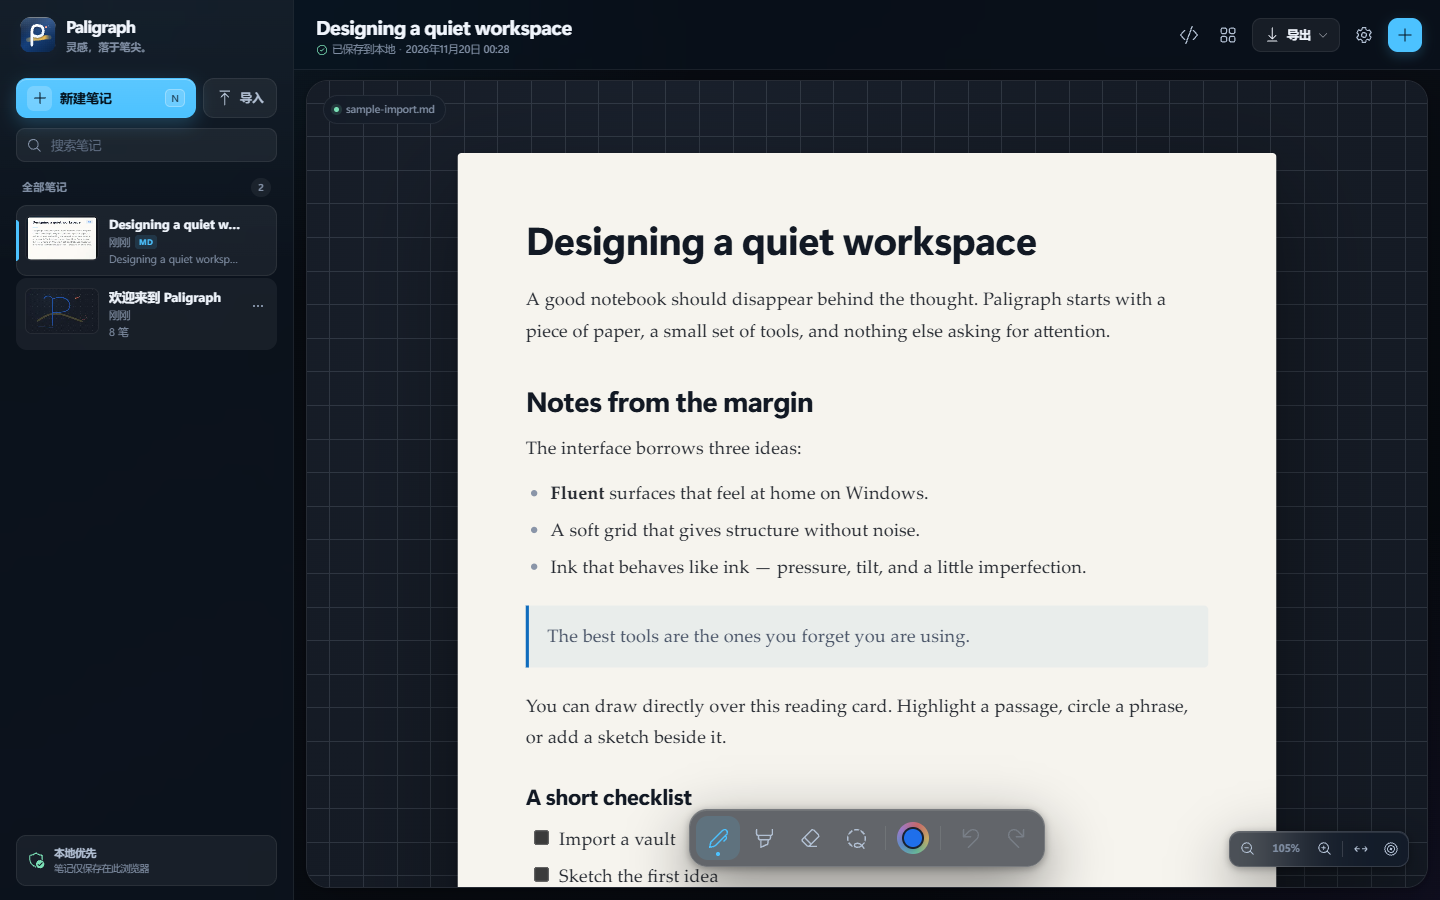 Paligraph
灵感，落于笔尖。
新建笔记
N
导入
搜索笔记
全部笔记
2
Designing a quiet w...
刚刚 MD
Designing a quiet worksp...
欢迎来到 Paligraph
刚刚
8 笔
本地优先
笔记仅保存在此浏览器
Designing a quiet workspace
已保存到本地 · 2026年11月20日 00:28
导出
sample-import.md
Designing a quiet workspace
A good notebook should disappear behind the thought. Paligraph starts with a
piece of paper, a small set of tools, and nothing else asking for attention.
Notes from the margin
The interface borrows three ideas:
Fluent surfaces that feel at home on Windows.
A soft grid that gives structure without noise.
Ink that behaves like ink — pressure, tilt, and a little imperfection.
The best tools are the ones you forget you are using.
You can draw directly over this reading card. Highlight a passage, circle a phrase,
or add a sketch beside it.
A short checklist
Import a vault
Sketch the first idea
105%